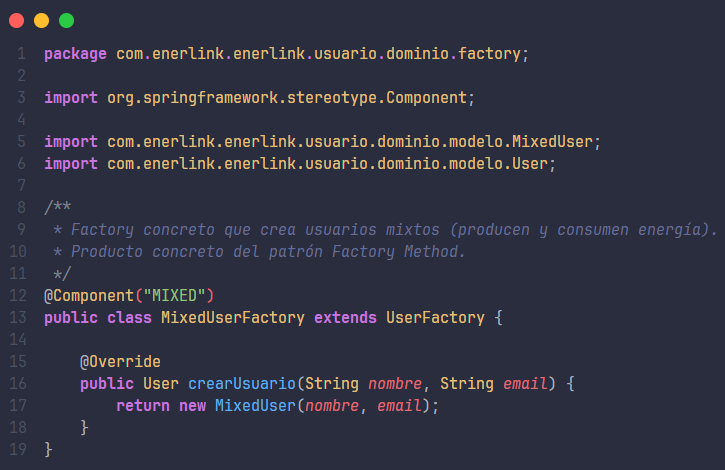 1 package com.enerlink.enerlink.usuario.dominio.factory;
2
3 import org.springframework.stereotype.Component;
4
5 import com.enerlink.enerlink.usuario.dominio.modelo.MixedUser;
6 import com.enerlink.enerlink.usuario.dominio.modelo.User;
7
8 /**
9  * Factory concreto que crea usuarios mixtos (producen y consumen energía).
10  * Producto concreto del patrón Factory Method.
11  */
12 @Component("MIXED")
13 public class MixedUserFactory extends UserFactory {
14
15     @Override
16     public User crearUsuario(String nombre, String email) {
17         return new MixedUser(nombre, email);
18     }
19 }